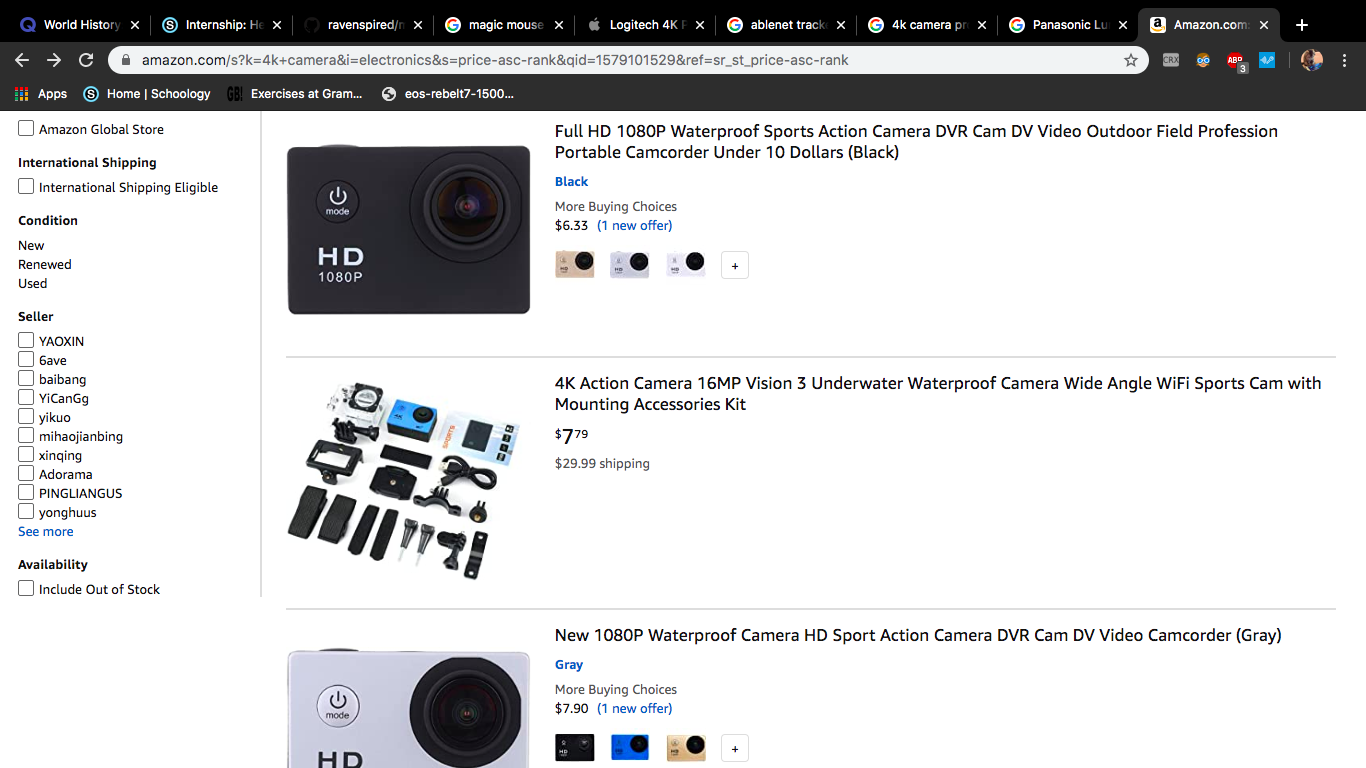 World History
Internship: He
ravenspired/n
magic mouse
Logitech 4K P
ablenet tracke
4k camera pr
Panasonic Lu
Amazon.com:
amazon.com/s?k=4k+camera&i=electronics&s=price-asc-rank&qid=1579101529&ref=sr_st_price-asc-rank
CRX
ABP
3
Apps
Home | Schoology
GB!
Exercises at Gram...
eos-rebelt7-1500...
Amazon Global Store
International Shipping
International Shipping Eligible
Condition
New
Renewed
Used
Seller
YAOXIN
6ave
baibang
YiCanGg
yikuo
mihaojianbing
xinqing
Adorama
PINGLIANGUS
yonghuus
See more
Availability
Include Out of Stock
mode
HD
1080P
Full HD 1080P Waterproof Sports Action Camera DVR Cam DV Video Outdoor Field Profession
Portable Camcorder Under 10 Dollars (Black)
Black
More Buying Choices
$6.33 (1 new offer)
+
4K
SPORTS
4K Action Camera 16MP Vision 3 Underwater Waterproof Camera Wide Angle WiFi Sports Cam with
Mounting Accessories Kit
$7 79
$29.99 shipping
mode
HD
New 1080P Waterproof Camera HD Sport Action Camera DVR Cam DV Video Camcorder (Gray)
Gray
More Buying Choices
$7.90 (1 new offer)
+